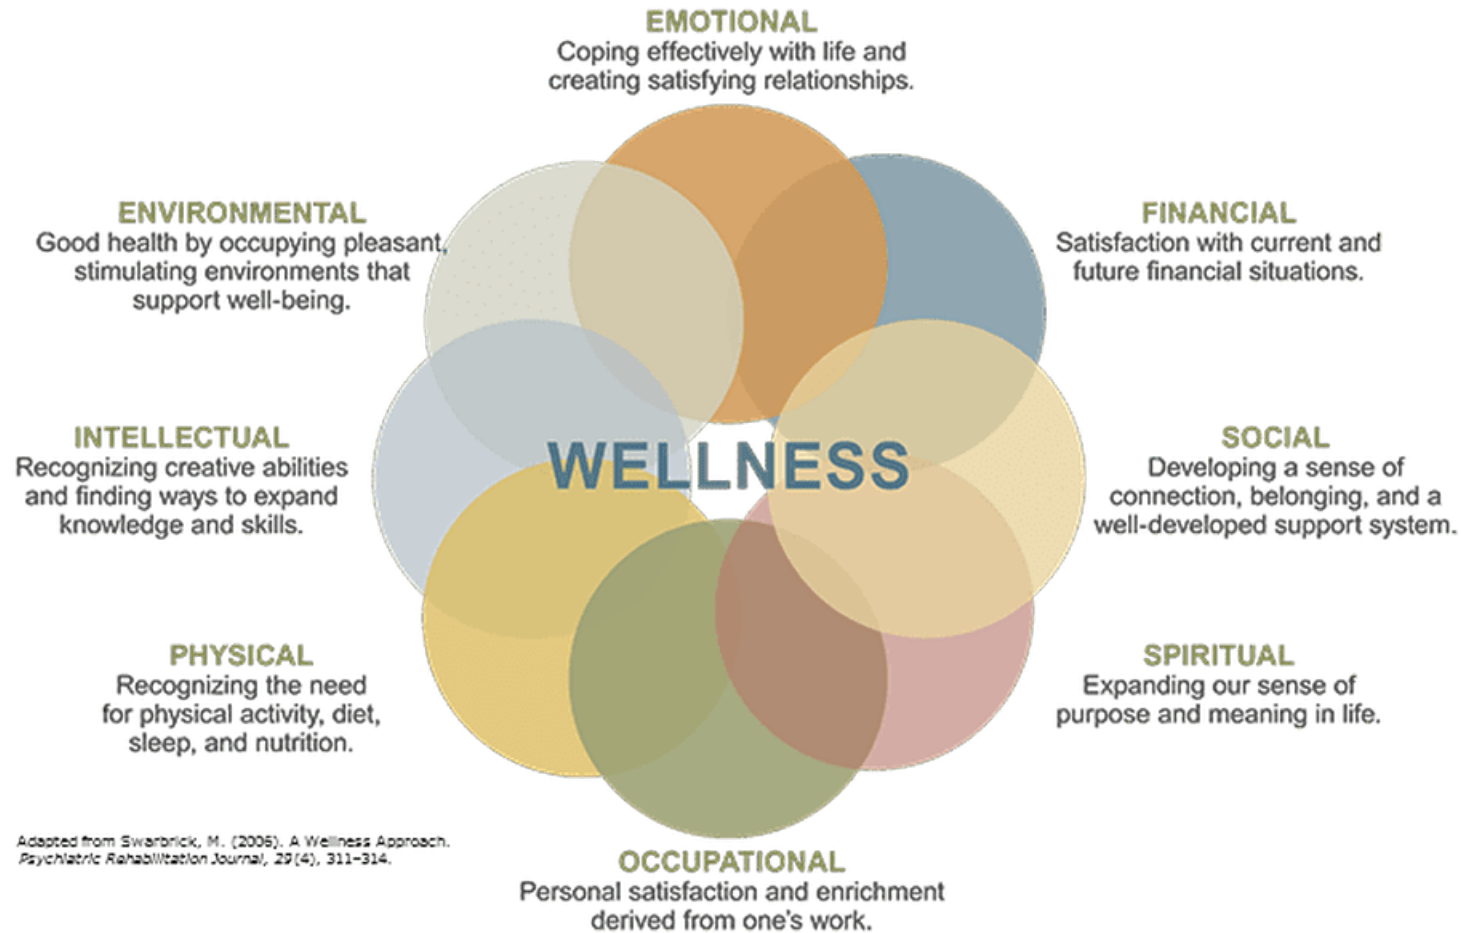 EMOTIONAL
Coping effectively with life and
creating satisfying relationships.
ENVIRONMENTAL
Good health by occupying pleasant,
stimulating environments that
support well-being.
FINANCIAL
Satisfaction with current and
future financial situations.
INTELLECTUAL
Recognizing creative abilities
and finding ways to expand
knowledge and skills.
WELLNESS
SOCIAL
Developing a sense of
connection, belonging, and a
well-developed support system.
PHYSICAL
Recognizing the need
for physical activity, diet,
sleep, and nutrition.
SPIRITUAL
Expanding our sense of
purpose and meaning in life.
Adapted from Swarbrick, M. (2006). A Wellness Approach.
Psychiatric Rehabilitation Journal, 29(4), 311–314.
OCCUPATIONAL
Personal satisfaction and enrichment
derived from one's work.